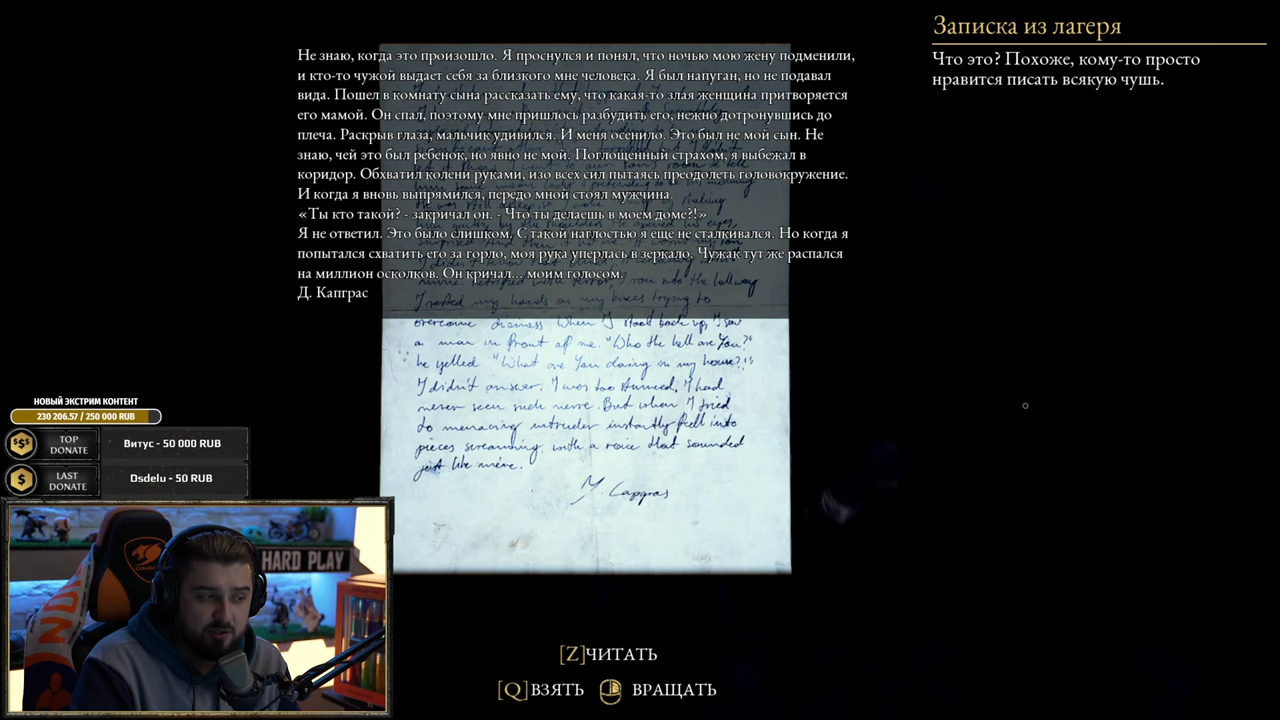 Записка из лагеря
Что это? Похоже, кому-то просто
нравится писать всякую чушь.
Не знаю, когда это произошло. Я проснулся и понял, что ночью мою жену подменили,
и кто-то чужой выдает себя за близкого мне человека. Я был напуган, но не подавал
вида. Пошел в комнату сына рассказать ему, что какая-то злая женщина притворяется
его мамой. Он спал, поэтому мне пришлось разбудить его, нежно дотронувшись до
плеча. Раскрыв глаза, мальчик удивился. И меня осенило. Это был не мой сын. Не
знаю, чей это был ребенок, но явно не мой. Поглощенный страхом, я выбежал в
коридор. Обхватил колени руками, изо всех сил пытаясь преодолеть головокружение.
И когда я вновь выпрямился, передо мной стоял мужчина.
«Ты кто такой? - закричал он. - Что ты делаешь в моем доме?!»
Я не ответил. Это было слишком. С такой наглостью я еще не сталкивался. Но когда я
попытался схватить его за горло, моя рука уперлась в зеркало. Чужак тут же распался
на миллион осколков. Он кричал... моим голосом.
Д. Капграс
I rested my hands on my knees trying to
overcome diziness When I stood back up, I saw
a man in front of me. "Who the hell are You?"
he yelled "What are You doing in my house?!"
I didn't answer. I was too stunned, I had
never seen such nerve. But when I tried
to menacing intruder instantly fell into
pieces screaming with a voice that sounded
just like mine.
Capgras
НОВЫЙ ЭКСТРИМ КОНТЕНТ
230 206.57 / 250 000 RUB
TOP DONATE
Витус - 50 000 RUB
LAST DONATE
Dsdelu - 50 RUB
HARD PLAY
[Z]ЧИТАТЬ
[Q]ВЗЯТЬ ВРАЩАТЬ